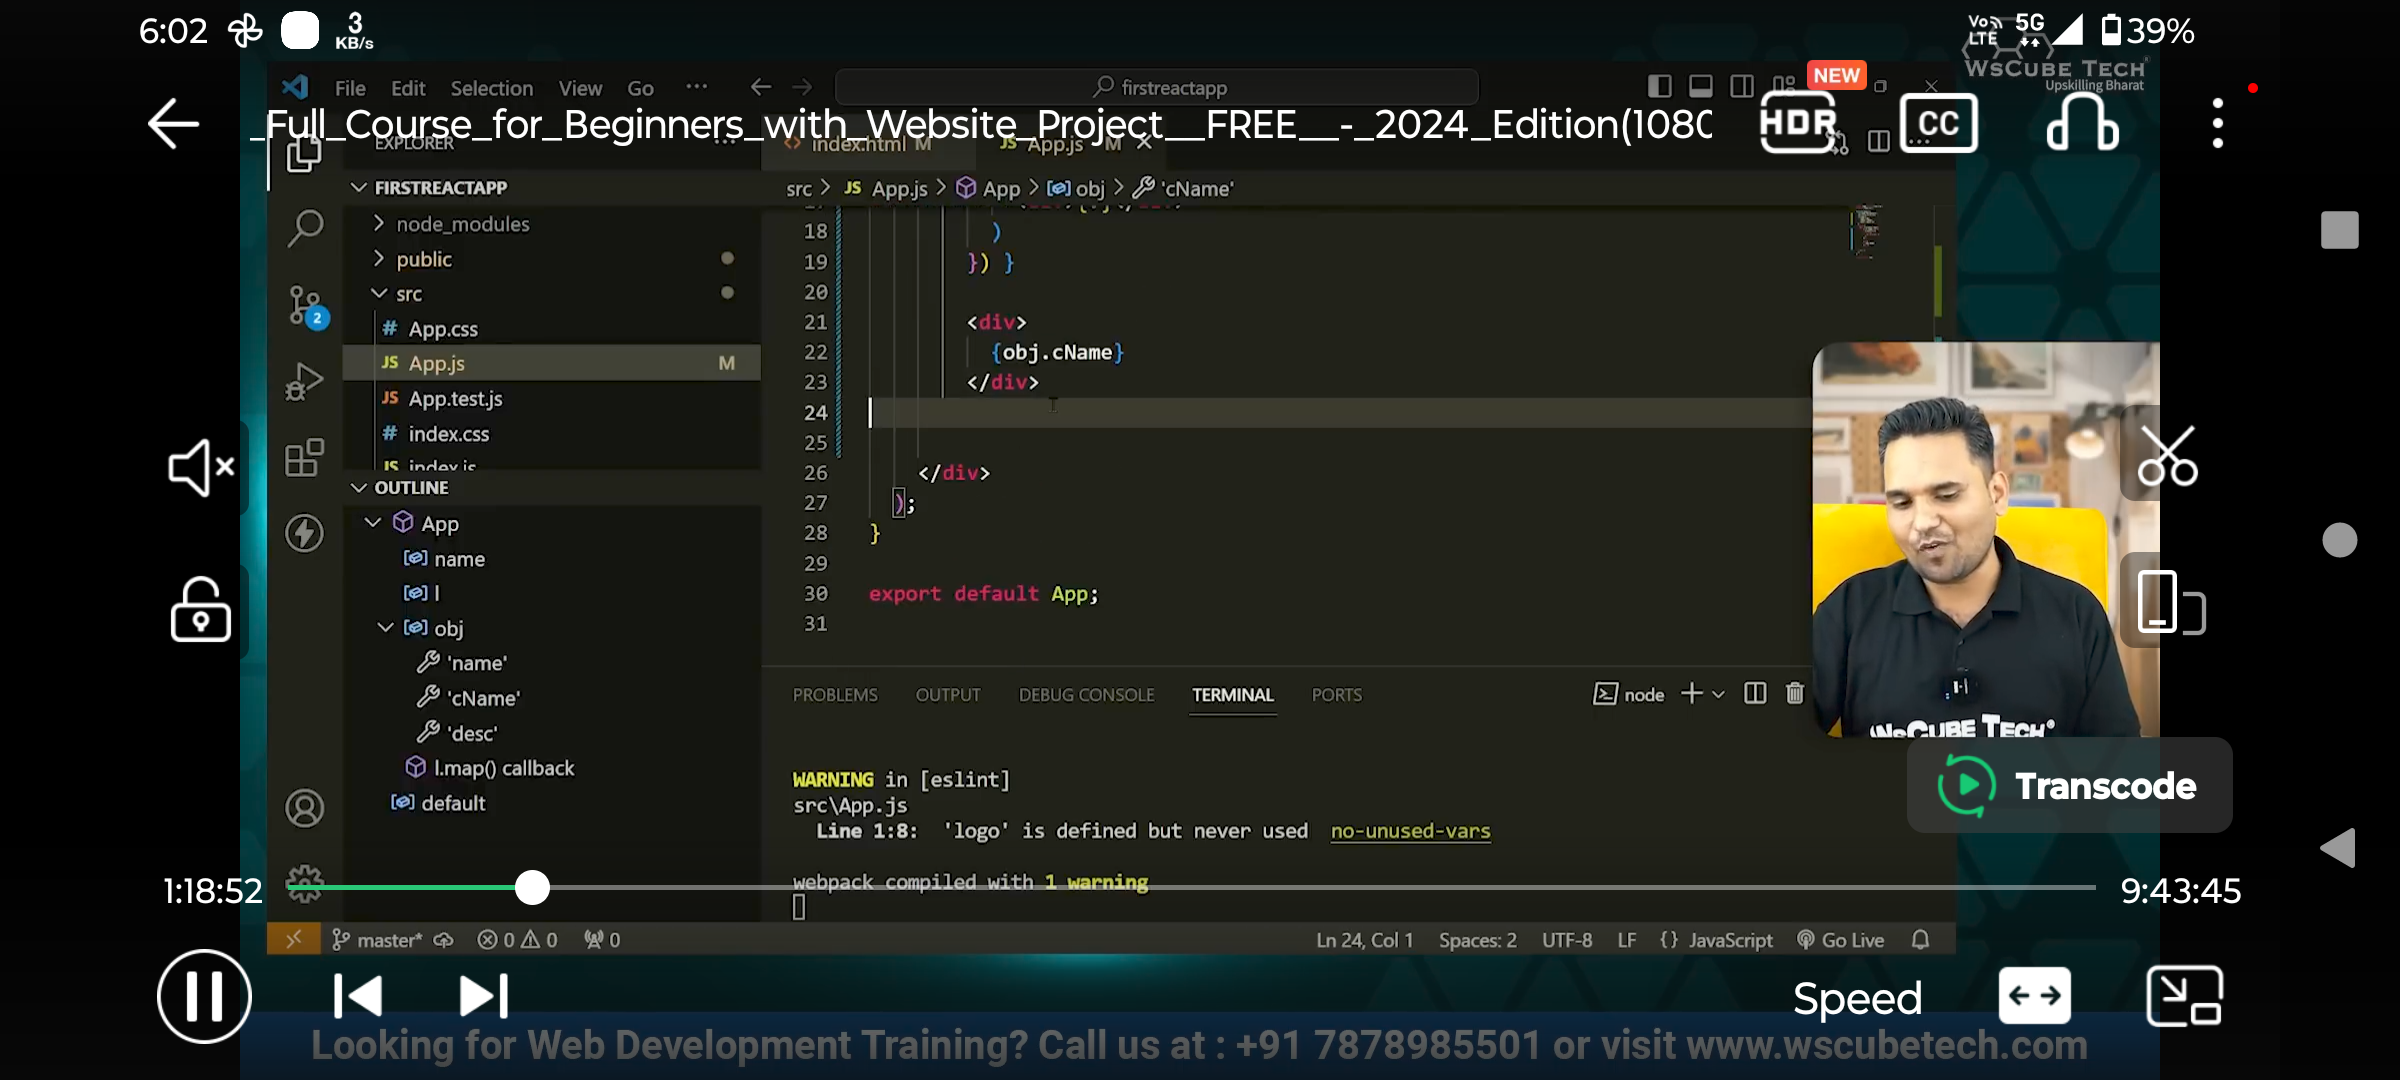 6:02
3
KB/s
Vo
LTE
5G
39%
WsCube Tech
Upskilling Bharat
File Edit Selection View Go ... firstreactapp
NEW
_Full_Course_for_Beginners_with_Website_Project__FREE__-_2024_Edition(1080
HDR
CC
EXPLORER
index.html M
JS App.js M
FIRSTREACTAPP
src > JS App.js > App > obj > 'cName'
node_modules
public
src
# App.css
JS App.js M
JS App.test.js
# index.css
JS index.js
2
18 )
19 }) }
20
21 <div>
22 {obj.cName}
23 </div>
24
25
26 </div>
27 );
28 }
29
30 export default App;
31
OUTLINE
App
name
l
obj
'name'
'cName'
'desc'
l.map() callback
default
PROBLEMS OUTPUT DEBUG CONSOLE TERMINAL PORTS
node
WsCube Tech
WARNING in [eslint]
src\App.js
Line 1:8: 'logo' is defined but never used no-unused-vars
webpack compiled with 1 warning
Transcode
1:18:52
9:43:45
master* 0 0 0
Ln 24, Col 1 Spaces: 2 UTF-8 LF {} JavaScript Go Live
Speed
Looking for Web Development Training? Call us at : +91 7878985501 or visit www.wscubetech.com